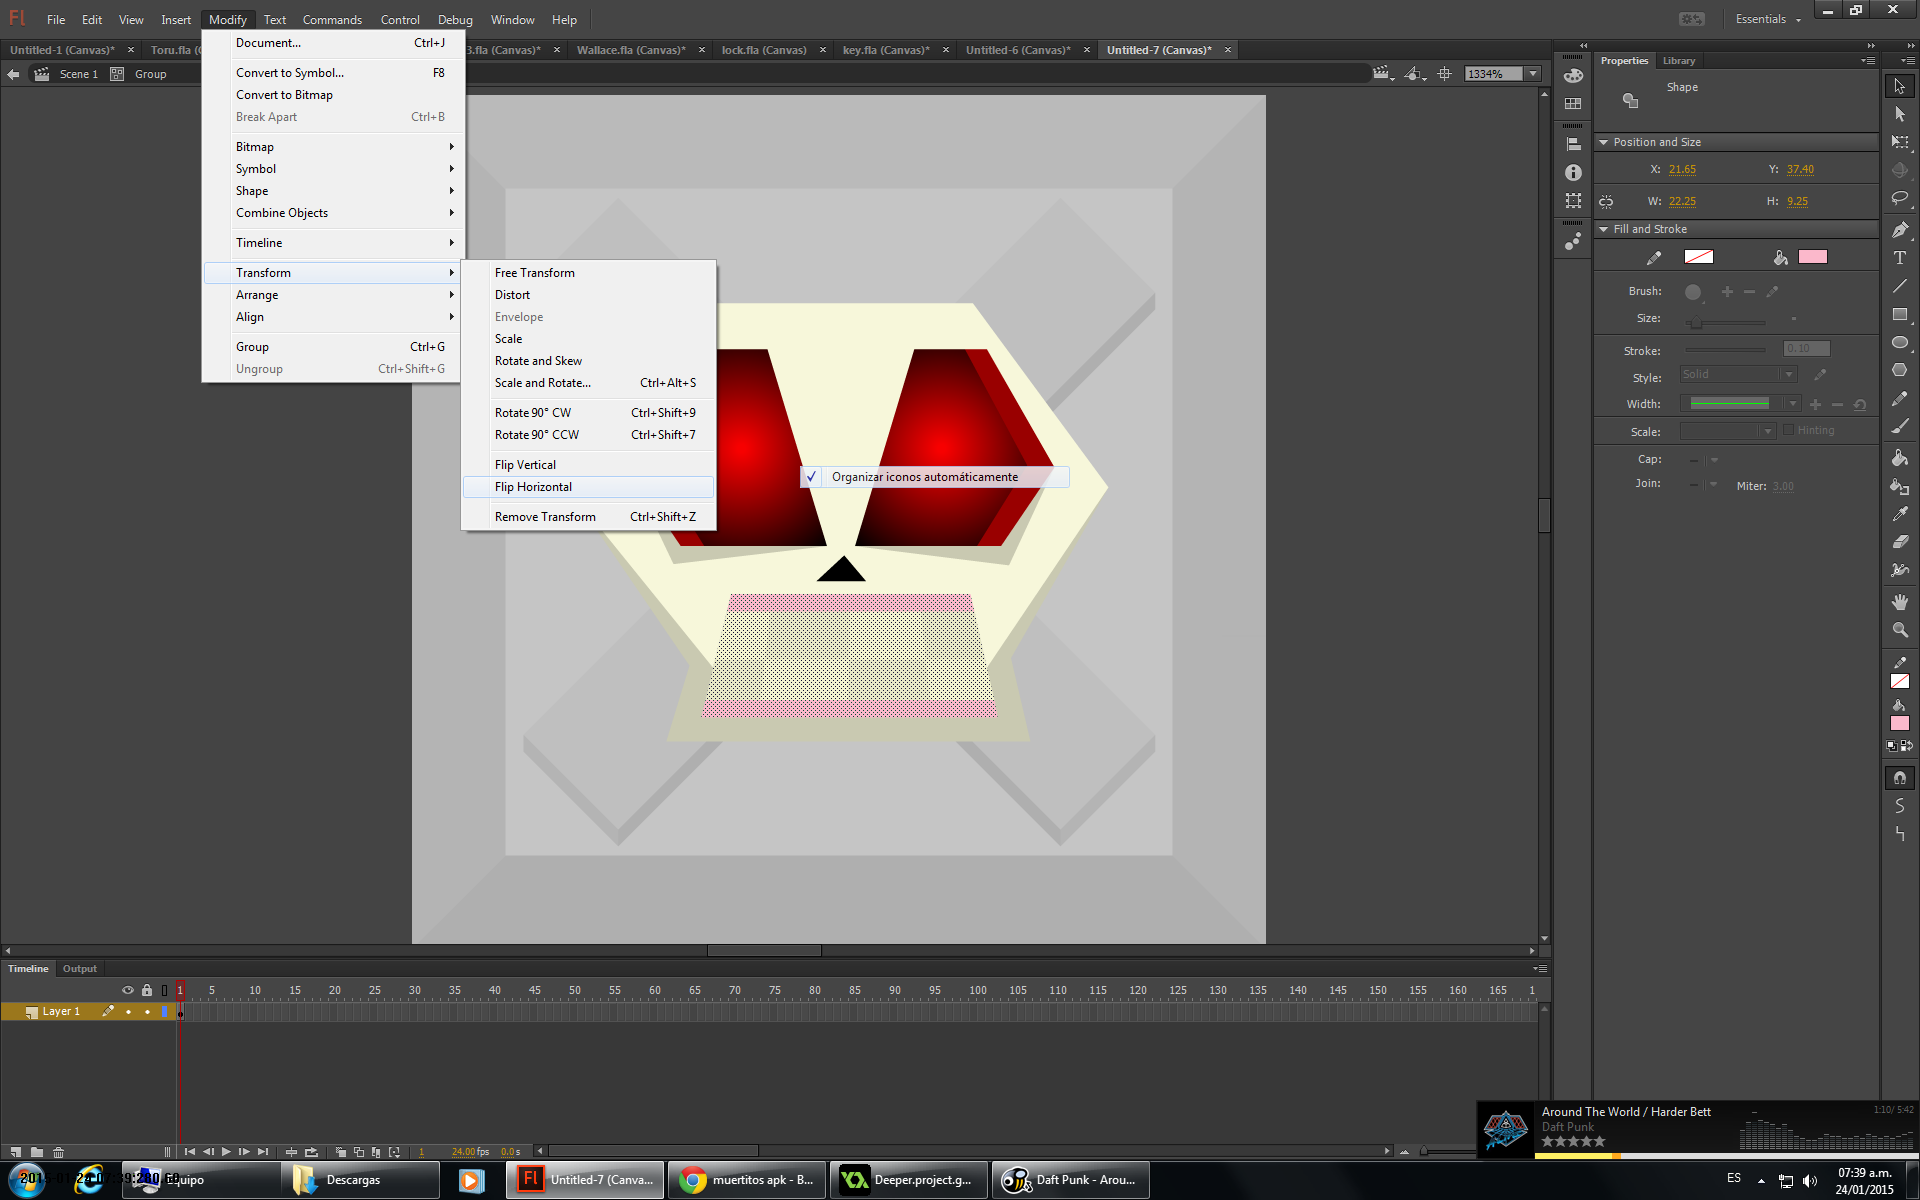 Fl File Edit View Insert Modify Text Commands Control Debug Window Help Essentials
Untitled-1 (Canvas)* Toru.fla 3.fla (Canvas)* Wallace.fla (Canvas)* lock.fla (Canvas) key.fla (Canvas)* Untitled-6 (Canvas)* Untitled-7 (Canvas)*
Scene 1 Group 1334%
Document... Ctrl+J
Convert to Symbol... F8
Convert to Bitmap
Break Apart Ctrl+B
Bitmap
Symbol
Shape
Combine Objects
Timeline
Transform
Arrange
Align
Group Ctrl+G
Ungroup Ctrl+Shift+G
Free Transform
Distort
Envelope
Scale
Rotate and Skew
Scale and Rotate... Ctrl+Alt+S
Rotate 90° CW Ctrl+Shift+9
Rotate 90° CCW Ctrl+Shift+7
Flip Vertical
Flip Horizontal
Remove Transform Ctrl+Shift+Z
Organizar iconos automáticamente
Properties Library
Shape
Position and Size
X: 21.65 Y: 37.40
W: 22.25 H: 9.25
Fill and Stroke
Brush:
Size:
Stroke: 0.10
Style: Solid
Width:
Scale: Hinting
Cap:
Join: Miter: 3.00
Timeline Output
1 5 10 15 20 25 30 35 40 45 50 55 60 65 70 75 80 85 90 95 100 105 110 115 120 125 130 135 140 145 150 155 160 165 1
Layer 1
1 24.00 fps 0.0 s
Around The World / Harder Bett 1:10/ 5:42
Daft Punk
Equipo Descargas Fl Untitled-7 (Canva... muertitos apk - B... Deeper.project.g... Daft Punk - Arou... ES 07:39 a.m.
24/01/2015